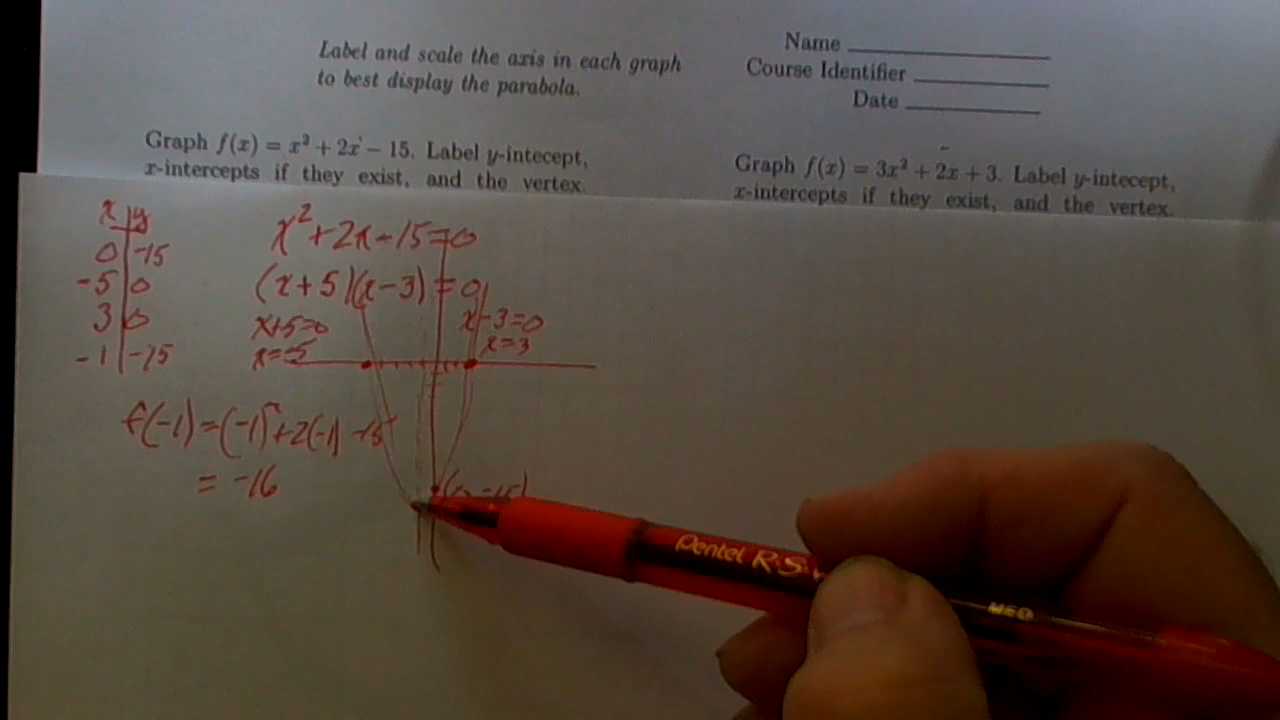 Label and scale the axis in each graph
to best display the parabola.
Name
Course Identifier
Date
Graph f(x) = x² + 2x − 15. Label y-intecept,
x-intercepts if they exist, and the vertex.
Graph f(x) = 3x² + 2x + 3. Label y-intecept,
x-intercepts if they exist, and the vertex.
x y
0 -15
-5 0
3 0
-1 -15
x²+2x-15=0
(x+5)(x-3)=0
x+5=0
x=-5
x-3=0
x=3
f(-1)=(-1)²+2(-1)-15
= -16
Pentel R.S.V
MED